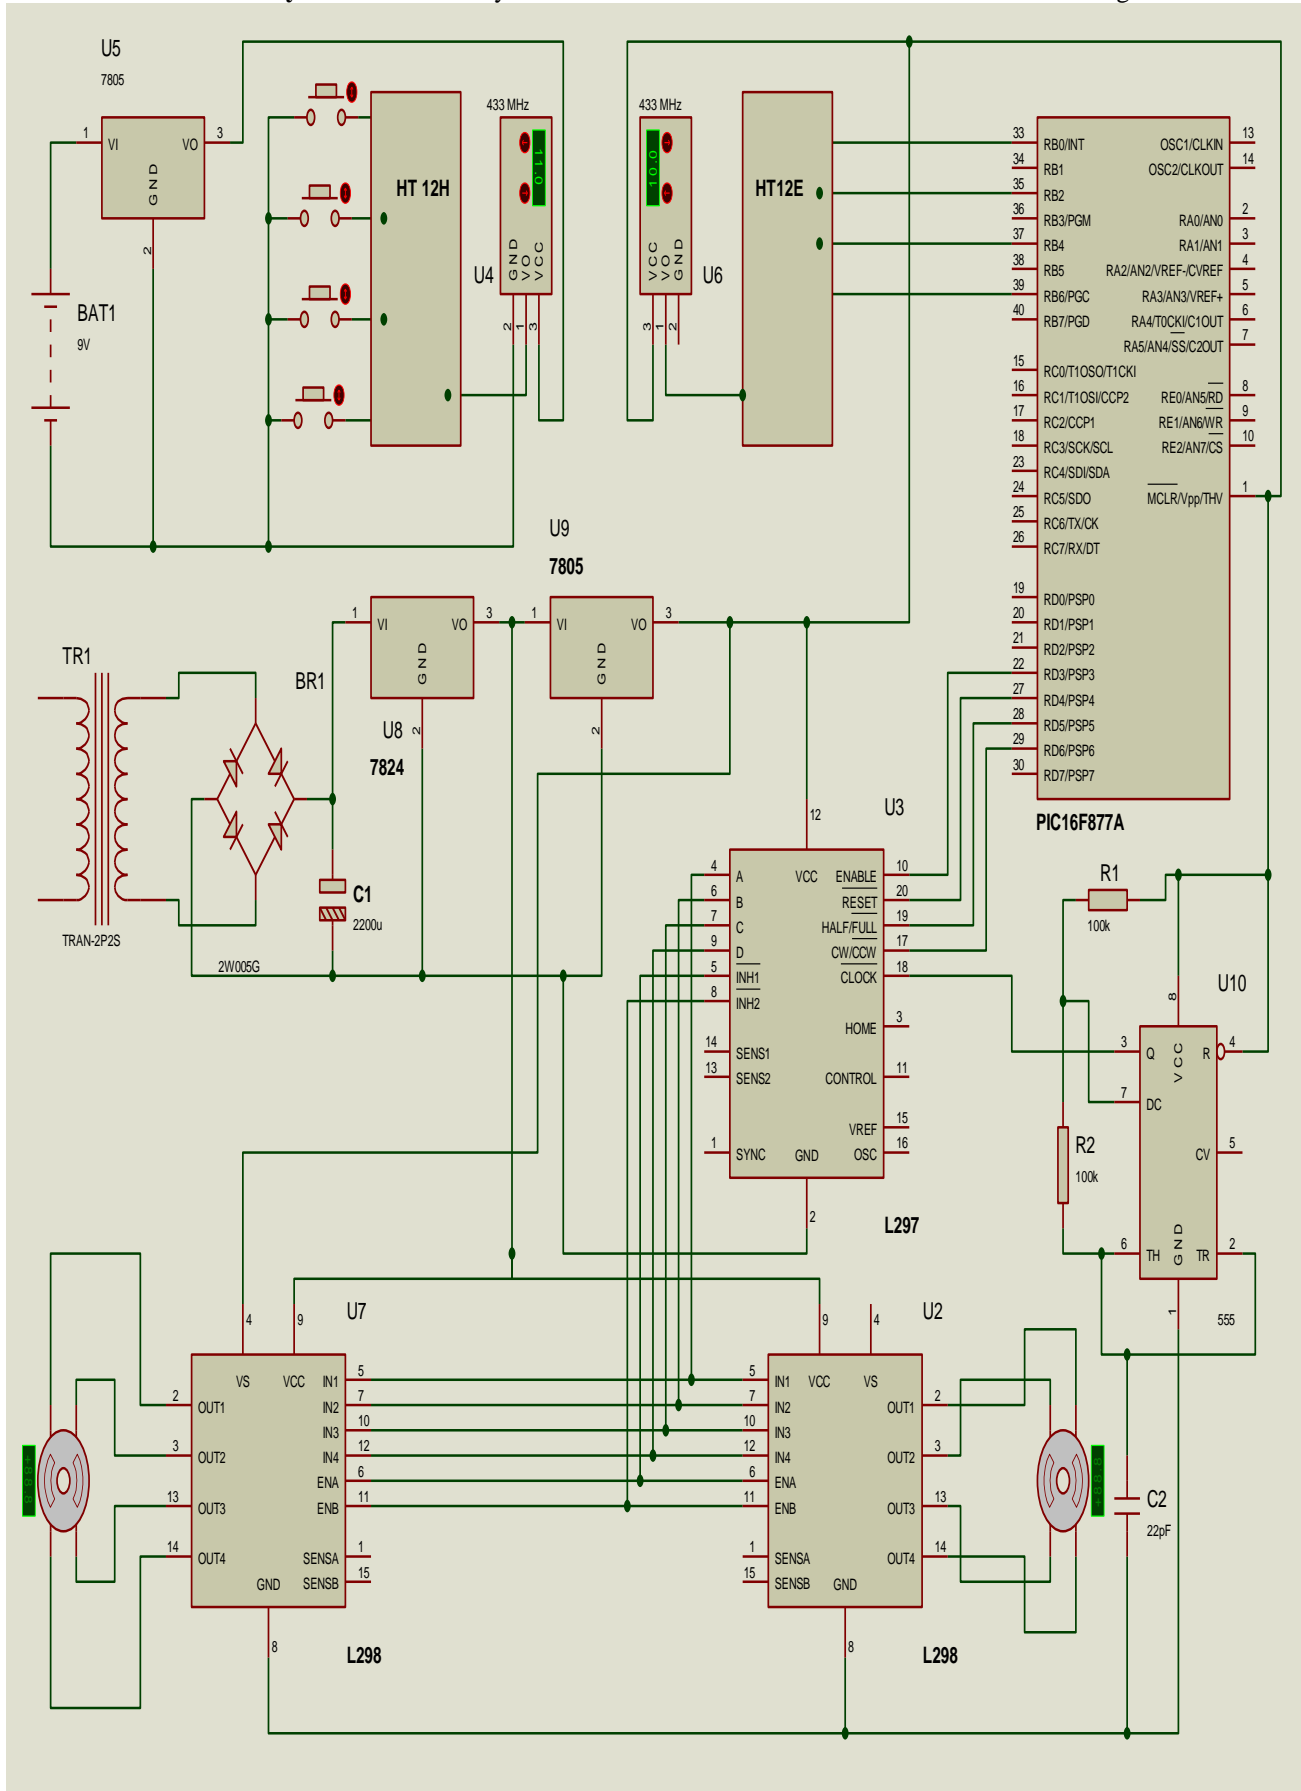 U5
7805
1
VI
VO
3
GND
2
BAT1
9V
HT 12H
433 MHz
11.0
GND
VO
VCC
2
1
3
U4
433 MHz
10.0
VCC
VO
GND
3
1
2
U6
HT12E
33 RB0/INT OSC1/CLKIN 13
34 RB1 OSC2/CLKOUT 14
35 RB2
36 RB3/PGM RA0/AN0 2
37 RB4 RA1/AN1 3
38 RB5 RA2/AN2/VREF-/CVREF 4
39 RB6/PGC RA3/AN3/VREF+ 5
40 RB7/PGD RA4/T0CKI/C1OUT 6
RA5/AN4/SS/C2OUT 7
15 RC0/T1OSO/T1CKI
16 RC1/T1OSI/CCP2 RE0/AN5/RD 8
17 RC2/CCP1 RE1/AN6/WR 9
18 RC3/SCK/SCL RE2/AN7/CS 10
23 RC4/SDI/SDA
24 RC5/SDO MCLR/Vpp/THV 1
25 RC6/TX/CK
26 RC7/RX/DT
19 RD0/PSP0
20 RD1/PSP1
21 RD2/PSP2
22 RD3/PSP3
27 RD4/PSP4
28 RD5/PSP5
29 RD6/PSP6
30 RD7/PSP7
PIC16F877A
U9
7805
1
VI
VO
3
GND
2
1
VI
VO
3
GND
2
U8
7824
TR1
TRAN-2P2S
BR1
2W005G
C1
2200u
U3
12
4 A VCC ENABLE 10
6 B RESET 20
7 C HALF/FULL 19
9 D CW/CCW 17
5 INH1 CLOCK 18
8 INH2
HOME 3
14 SENS1
13 SENS2 CONTROL 11
VREF 15
1 SYNC GND OSC 16
2
L297
R1
100k
U10
8
3 Q VCC R 4
7 DC
CV 5
6 TH GND TR 2
1
555
R2
100k
C2
22pF
U7
4
9
VS VCC IN1 5
2 OUT1 IN2 7
IN3 10
3 OUT2 IN4 12
ENA 6
13 OUT3 ENB 11
14 OUT4 SENSA 1
GND SENSB 15
8
L298
U2
9
4
5 IN1 VCC VS
7 IN2 OUT1 2
10 IN3
12 IN4 OUT2 3
6 ENA
11 ENB OUT3 13
1 SENSA OUT4 14
15 SENSB GND
8
L298
+88.8
+88.8